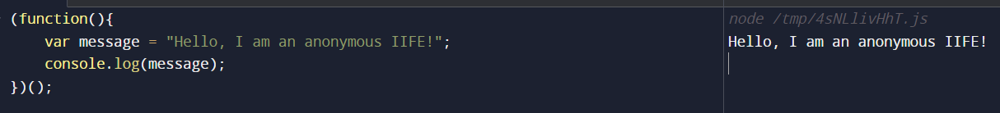 (function(){
    var message = "Hello, I am an anonymous IIFE!";
    console.log(message);
})();
node /tmp/4sNLlivHhT.js
Hello, I am an anonymous IIFE!